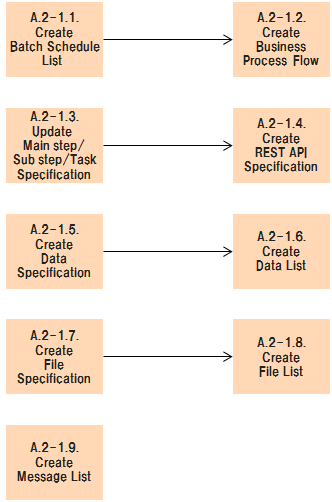 A.2-1.1.
Create
Batch Schedule
List
A.2-1.2.
Create
Business
Process Flow
A.2-1.3.
Update
Main step/
Sub step/Task
Specification
A.2-1.4.
Create
REST API
Specification
A.2-1.5.
Create
Data
Specification
A.2-1.6.
Create
Data List
A.2-1.7.
Create
File
Specification
A.2-1.8.
Create
File List
A.2-1.9.
Create
Message List